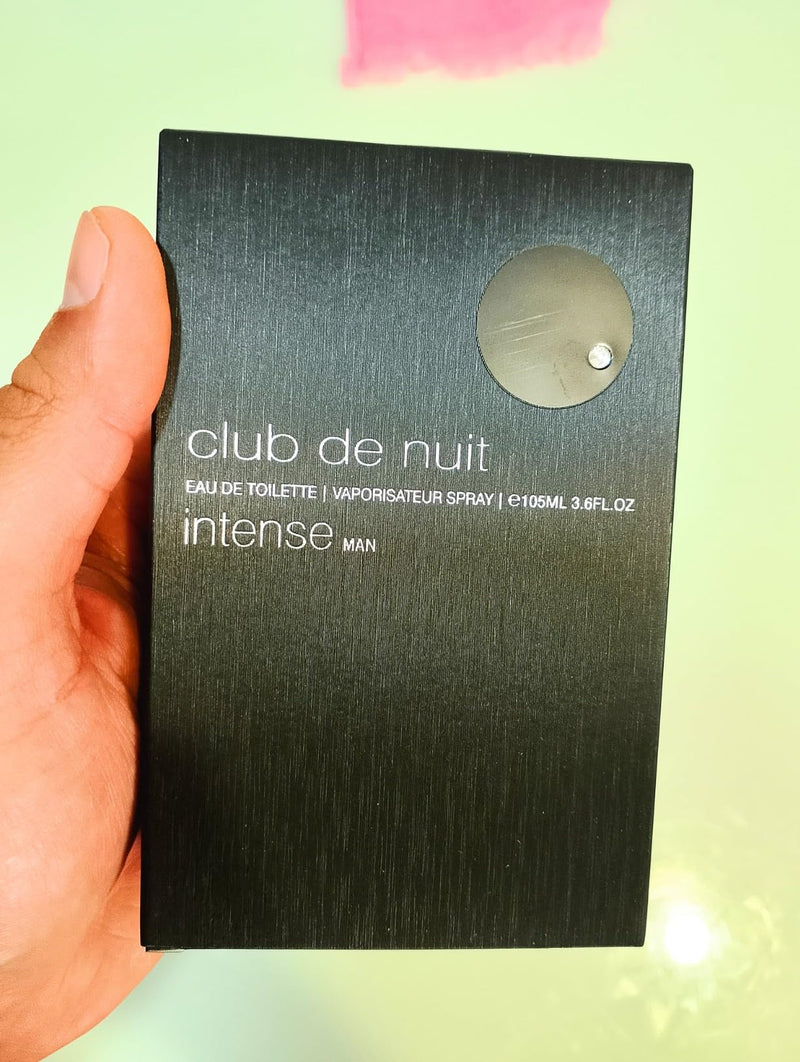 club de nuit
EAU DE TOILETTE | VAPORISATEUR SPRAY | ℮105ML 3.6FL.OZ
intense MAN